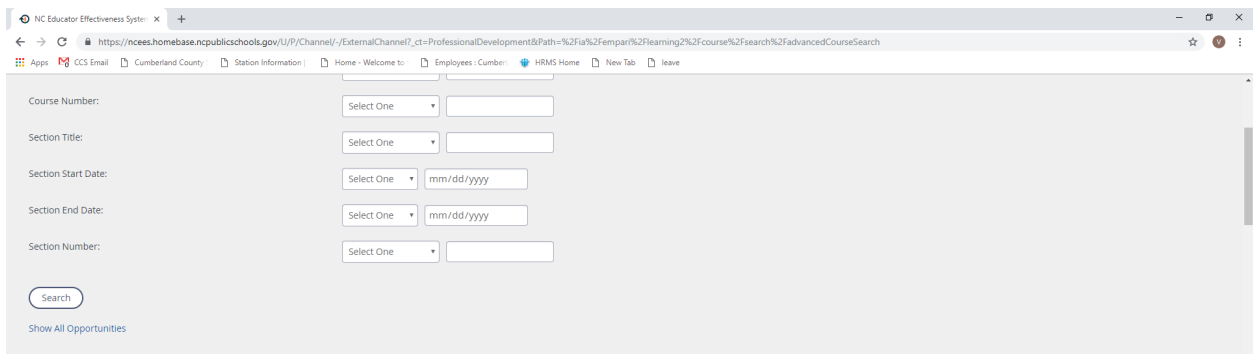 NC Educator Effectiveness System
https://ncees.homebase.ncpublicschools.gov/U/P/Channel/-/ExternalChannel?_ct=ProfessionalDevelopment&Path=%2Fia%2Fempari%2Flearning2%2Fcourse%2Fsearch%2FadvancedCourseSearch V
Apps CCS Email Cumberland County Station Information | Home - Welcome to Employees : Cumberl HRMS Home New Tab leave
Course Number: Select One
Section Title: Select One
Section Start Date: Select One mm/dd/yyyy
Section End Date: Select One mm/dd/yyyy
Section Number: Select One
Search
Show All Opportunities